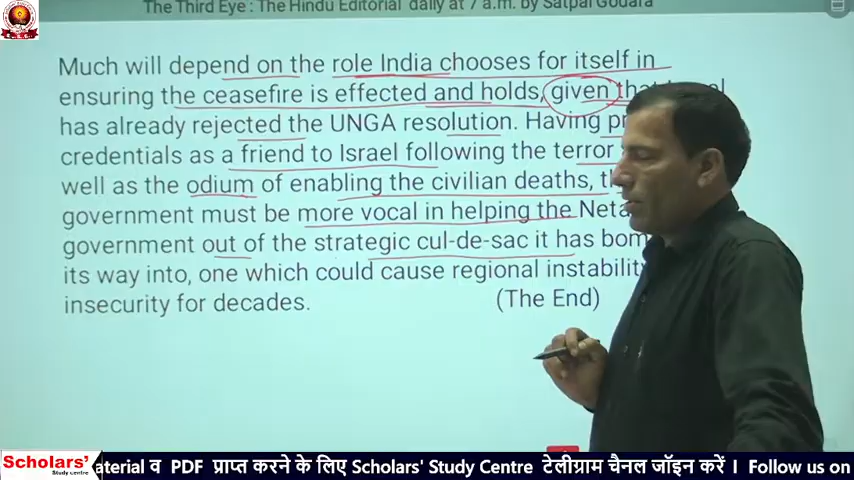 The Third Eye : The Hindu Editorial daily at 7 a.m. by Satpal Godara
Much will depend on the role India chooses for itself in
ensuring the ceasefire is effected and holds, given that
has already rejected the UNGA resolution. Having
credentials as a friend to Israel following the terror
well as the odium of enabling the civilian deaths,
government must be more vocal in helping the
government out of the strategic cul-de-sac it has
its way into, one which could cause regional instability
insecurity for decades. (The End)
Scholars'
Study centre
व PDF प्राप्त करने के लिए Scholars' Study Centre टेलीग्राम चैनल जॉइन करें । Follow us on